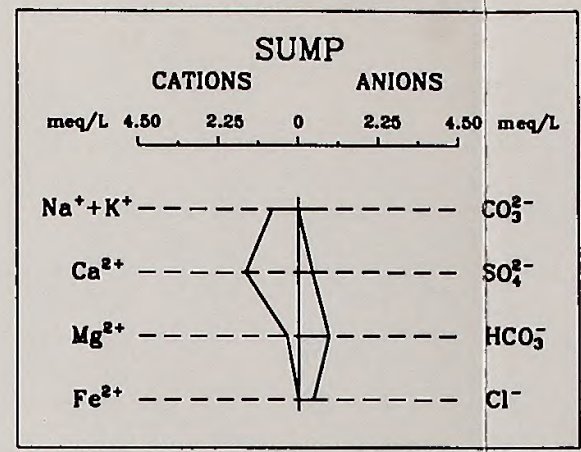 SUMP
CATIONS ANIONS
meq/L 4.50 2.25 0 2.25 4.50 meq/L
Na⁺+K⁺ CO₃²⁻
Ca²⁺ SO₄²⁻
Mg²⁺ HCO₃⁻
Fe²⁺ Cl⁻